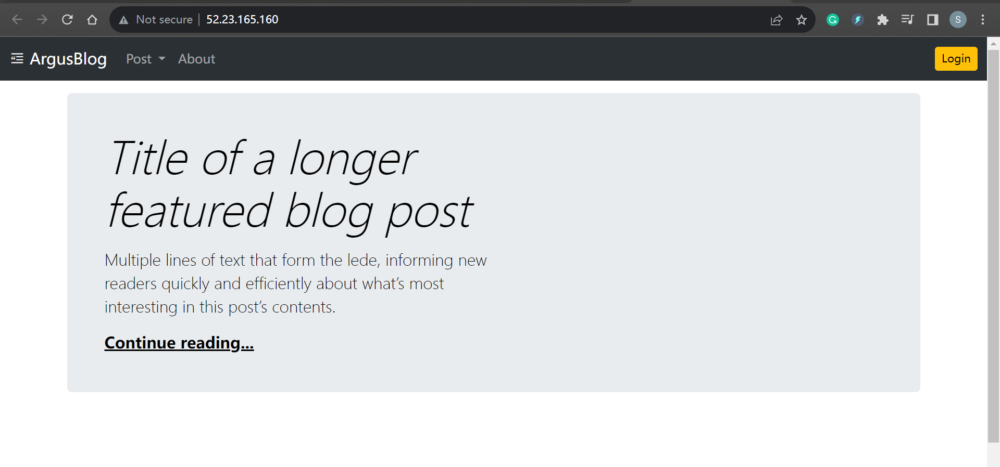 Not secure | 52.23.165.160
S
ArgusBlog Post About Login
Title of a longer
featured blog post
Multiple lines of text that form the lede, informing new
readers quickly and efficiently about what’s most
interesting in this post’s contents.
Continue reading...